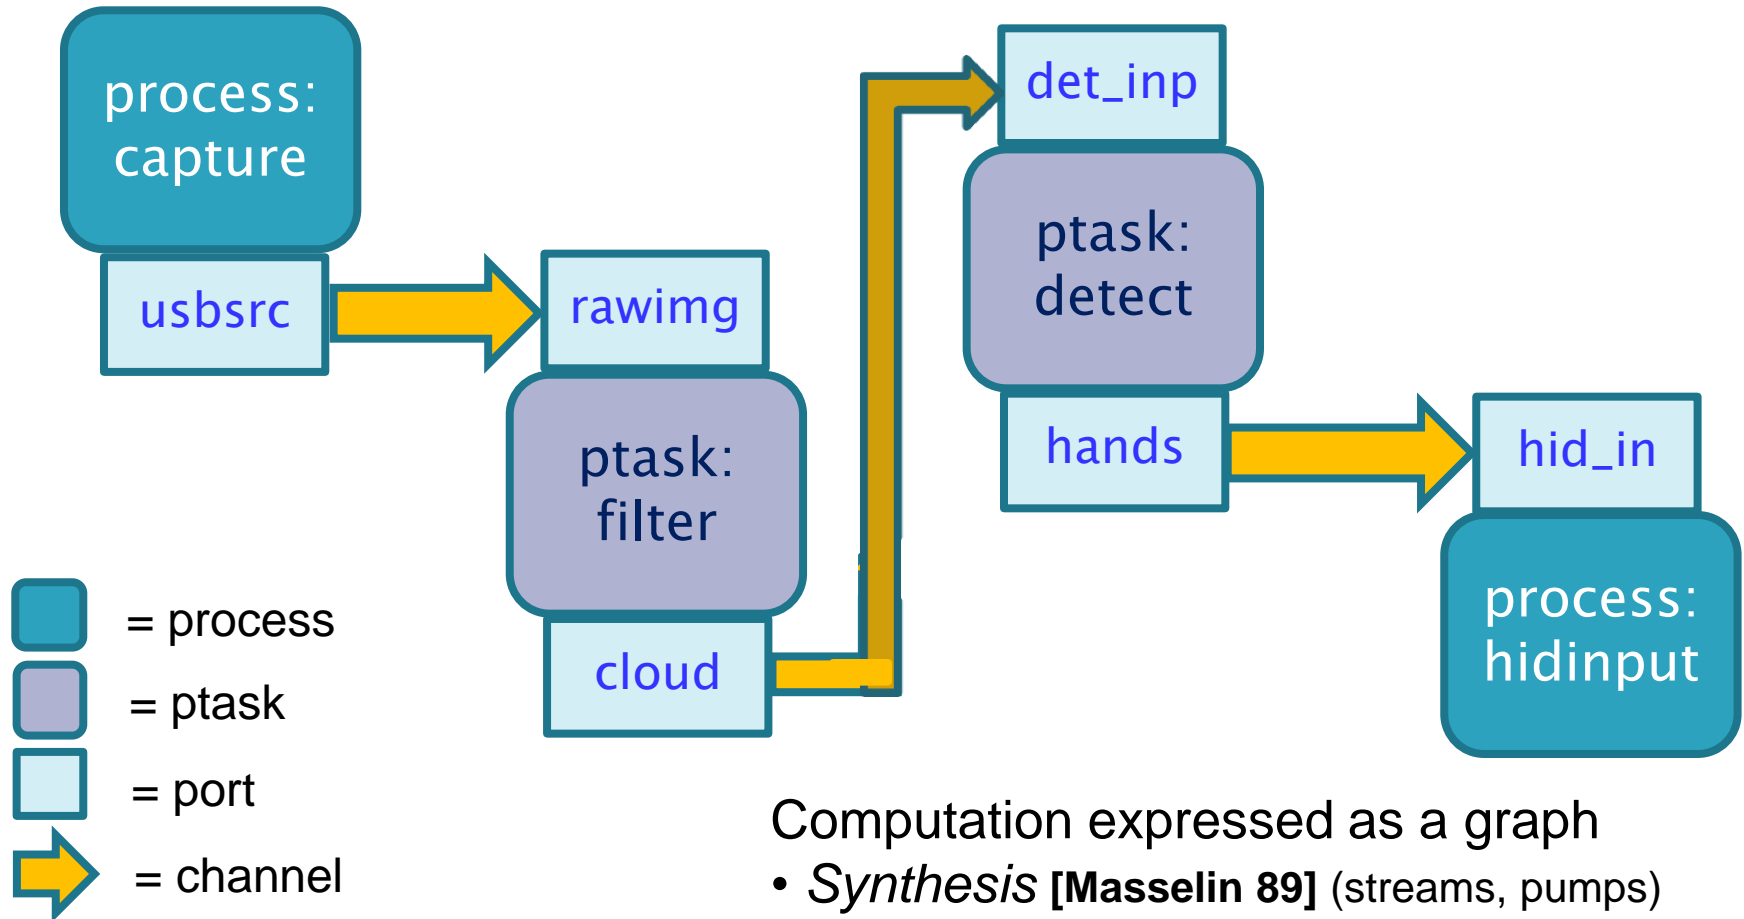 process:
capture
usbsrc
rawimg
ptask:
filter
cloud
det_inp
ptask:
detect
hands
hid_in
process:
hidinput
= process
= ptask
= port
= channel
Computation expressed as a graph
• Synthesis [Masselin 89] (streams, pumps)